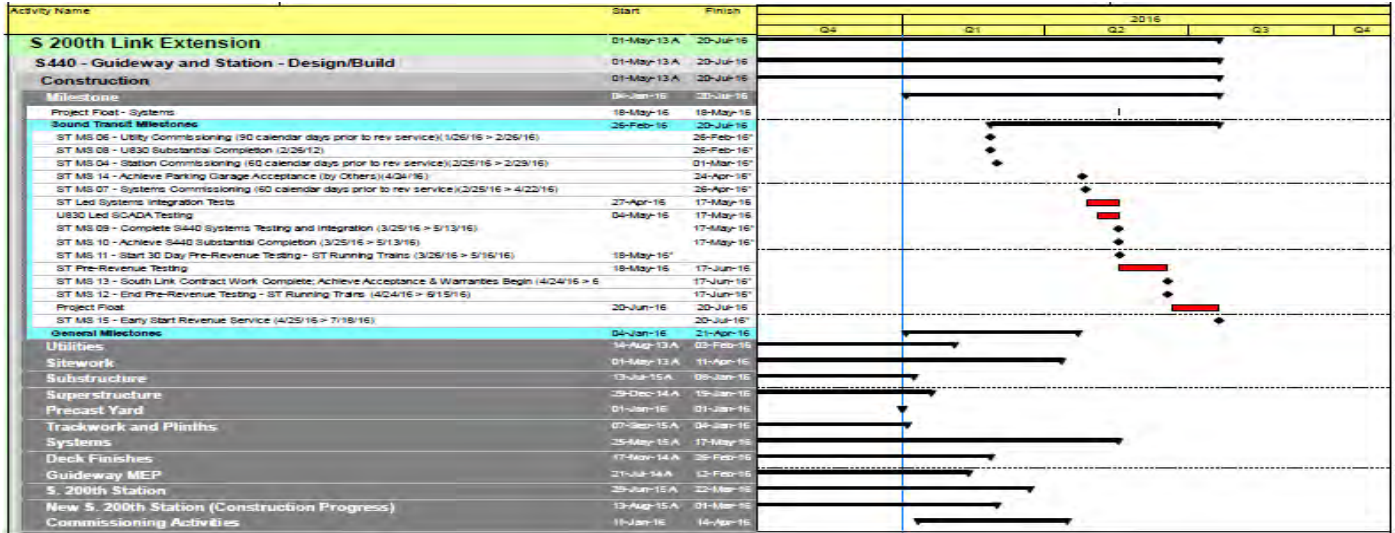 Activity Name Start Finish 2016
Q4 Q1 Q2 Q3 Q4
S 200th Link Extension 01-May-13 A 20-Jul-16
S440 - Guideway and Station - Design/Build 01-May-13 A 20-Jul-16
Construction 01-May-13 A 20-Jul-16
Milestone 04-Jan-16 20-Jul-16
Project Float - Systems 18-May-16 18-May-16
Sound Transit Milestones 26-Feb-16 20-Jul-16
ST MS 06 - Utility Commissioning (90 calendar days prior to rev service)(1/26/16 > 2/26/16) 26-Feb-16*
ST MS 08 - U830 Substantial Completion (2/26/12) 26-Feb-16*
ST MS 04 - Station Commissioning (60 calendar days prior to rev service)(2/25/16 > 2/29/16) 01-Mar-16*
ST MS 14 - Achieve Parking Garage Acceptance (by Others)(4/24/16) 24-Apr-16*
ST MS 07 - Systems Commissioning (60 calendar days prior to rev service)(2/25/16 > 4/22/16) 26-Apr-16*
ST Led Systems Integration Tests 27-Apr-16 17-May-16
U830 Led SCADA Testing 04-May-16 17-May-16
ST MS 09 - Complete S440 Systems Testing and Integration (3/25/16 > 5/13/16) 17-May-16*
ST MS 10 - Achieve S440 Substantial Completion (3/25/16 > 5/13/16) 17-May-16*
ST MS 11 - Start 30 Day Pre-Revenue Testing - ST Running Trains (3/26/16 > 5/16/16) 18-May-16*
ST Pre-Revenue Testing 18-May-16 17-Jun-16
ST MS 13 - South Link Contract Work Complete; Achieve Acceptance & Warranties Begin (4/24/16 > 6 17-Jun-16*
ST MS 12 - End Pre-Revenue Testing - ST Running Trains (4/24/16 > 6/15/16) 17-Jun-16*
Project Float 20-Jun-16 20-Jul-16
ST MS 15 - Early Start Revenue Service (4/25/16 > 7/18/16) 20-Jul-16*
General Milestones 04-Jan-16 21-Apr-16
Utilities 14-Aug-13 A 03-Feb-16
Sitework 01-May-13 A 11-Apr-16
Substructure 13-Jul-15 A
Superstructure 29-Dec-14 A 19-Jan-16
Precast Yard 01-Jan-16 01-Jan-16
Trackwork and Plinths 07-Sep-15 A 04-Jan-16
Systems 25-May-15 A 17-May-16
Deck Finishes 17-Nov-14 A 26-Feb-16
Guideway MEP 21-Jul-14 A 12-Feb-16
S. 200th Station 29-Jun-15 A 22-Mar-16
New S. 200th Station (Construction Progress) 13-Aug-15 A 01-Mar-16
Commissioning Activities 11-Jan-16 14-Apr-16